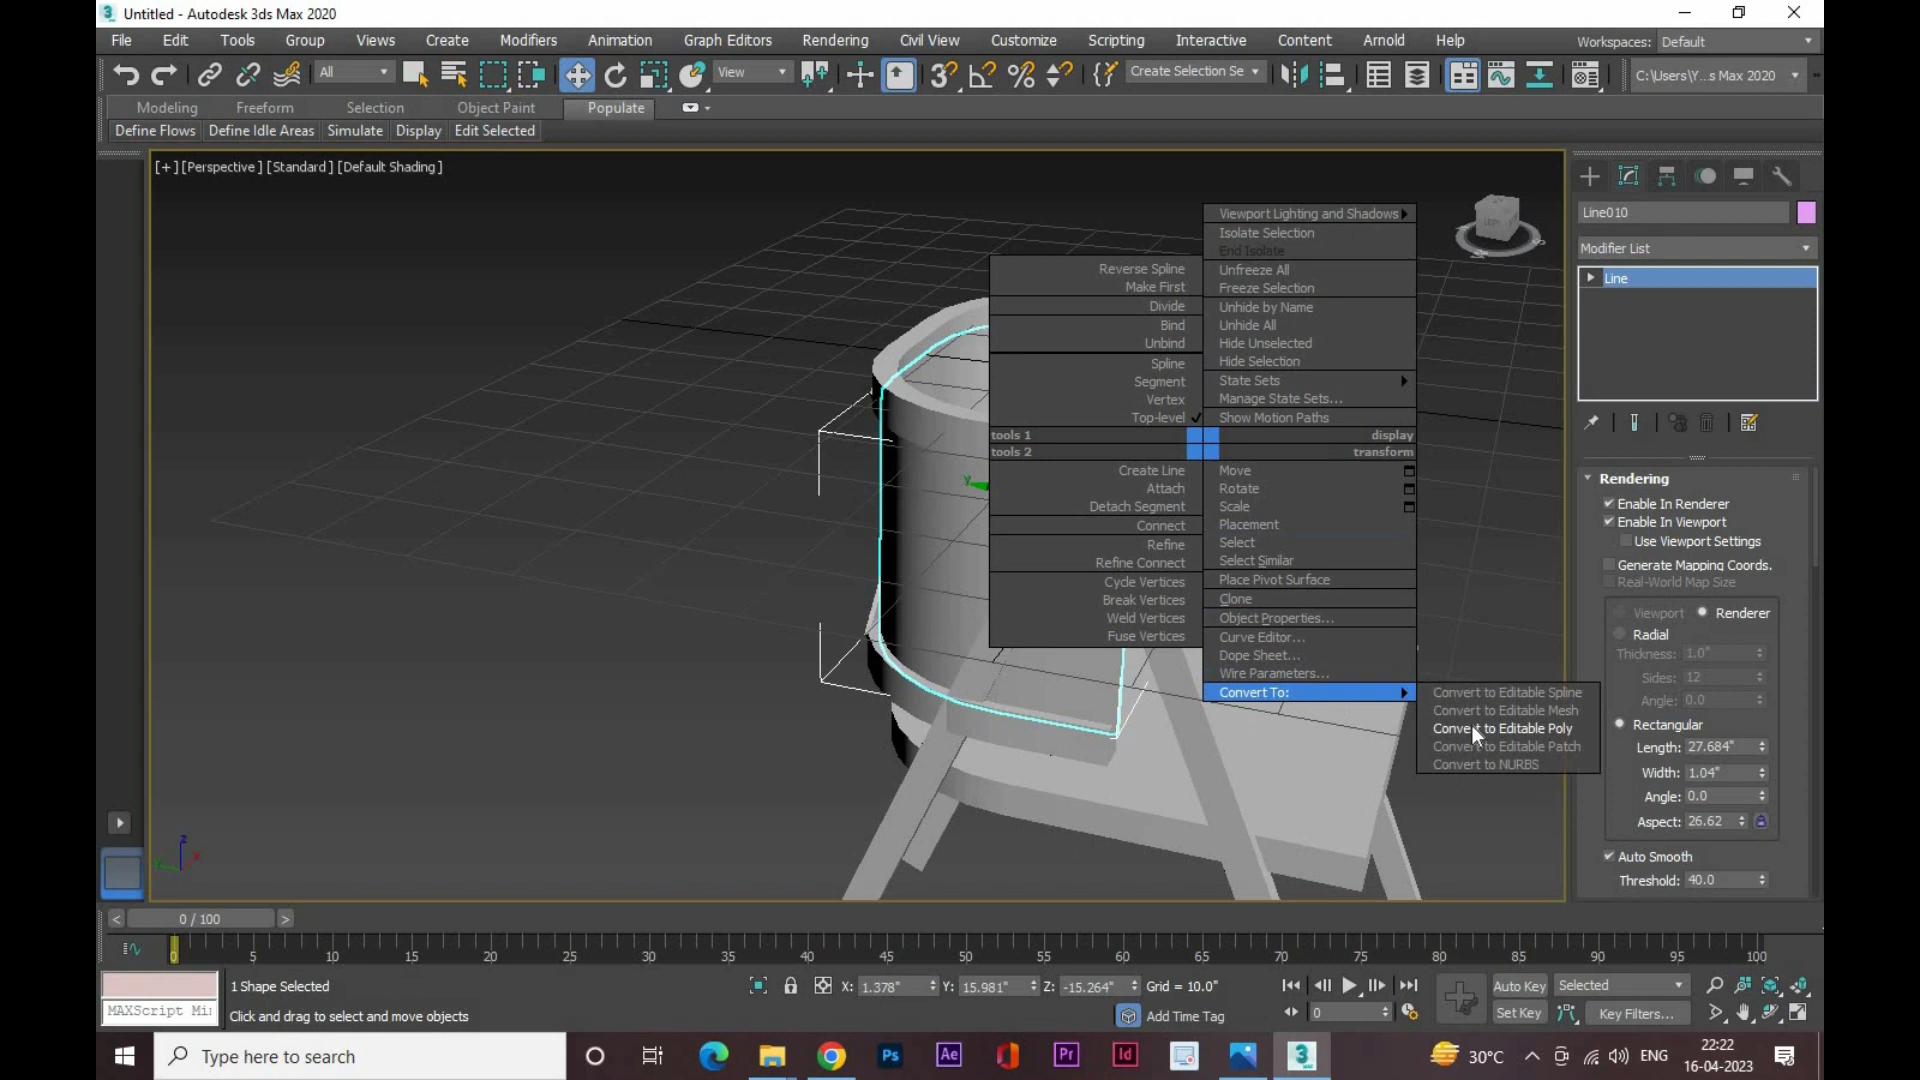 Untitled - Autodesk 3ds Max 2020
File Edit Tools Group Views Create Modifiers Animation Graph Editors Rendering Civil View Customize Scripting Interactive Content Arnold Help Workspaces: Default
All View Create Selection Se C:\Users\Y...s Max 2020
Modeling Freeform Selection Object Paint Populate
Define Flows Define Idle Areas Simulate Display Edit Selected
[+] [Perspective] [Standard] [Default Shading]
Reverse Spline
Make First
Divide
Bind
Unbind
Spline
Segment
Vertex
Top-level
tools 1
tools 2
Create Line
Attach
Detach Segment
Connect
Refine
Refine Connect
Cycle Vertices
Break Vertices
Weld Vertices
Fuse Vertices
Viewport Lighting and Shadows
Isolate Selection
End Isolate
Unfreeze All
Freeze Selection
Unhide by Name
Unhide All
Hide Unselected
Hide Selection
State Sets
Manage State Sets...
Show Motion Paths
display
transform
Move
Rotate
Scale
Placement
Select
Select Similar
Place Pivot Surface
Clone
Object Properties...
Curve Editor...
Dope Sheet...
Wire Parameters...
Convert To:
Convert to Editable Spline
Convert to Editable Mesh
Convert to Editable Poly
Convert to Editable Patch
Convert to NURBS
Line010
Modifier List
Line
Rendering
Enable In Renderer
Enable In Viewport
Use Viewport Settings
Generate Mapping Coords.
Real-World Map Size
Viewport Renderer
Radial
Thickness: 1.0"
Sides: 12
Angle: 0.0
Rectangular
Length: 27.684"
Width: 1.04"
Angle: 0.0
Aspect: 26.62
Auto Smooth
Threshold: 40.0
y
z
x
< 0 / 100 >
0 5 10 15 20 25 30 35 40 45 50 55 60 65 70 75 80 85 90 95 100
1 Shape Selected X: 1.378" Y: 15.981" Z: -15.264" Grid = 10.0" Auto Key Selected
MAXScript Mi: Click and drag to select and move objects Add Time Tag 0 Set Key Key Filters...
Type here to search Ps Ae Pr Id 3 30°C ENG 22:22
16-04-2023